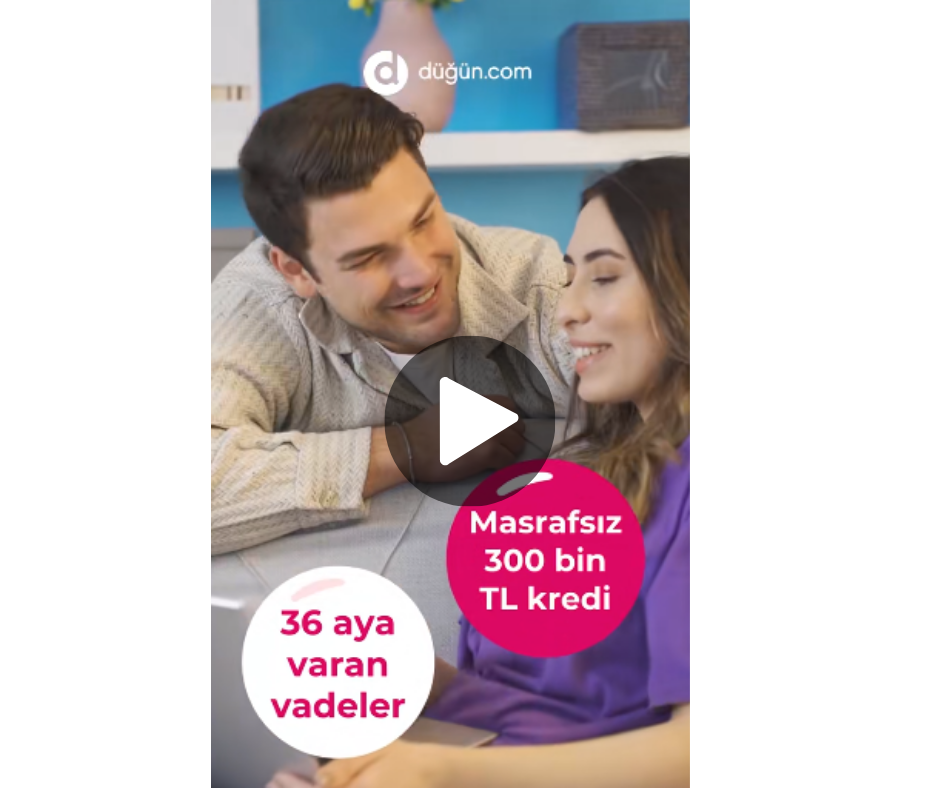 düğün.com
Masrafsız
300 bin
TL kredi
36 aya
varan
vadeler